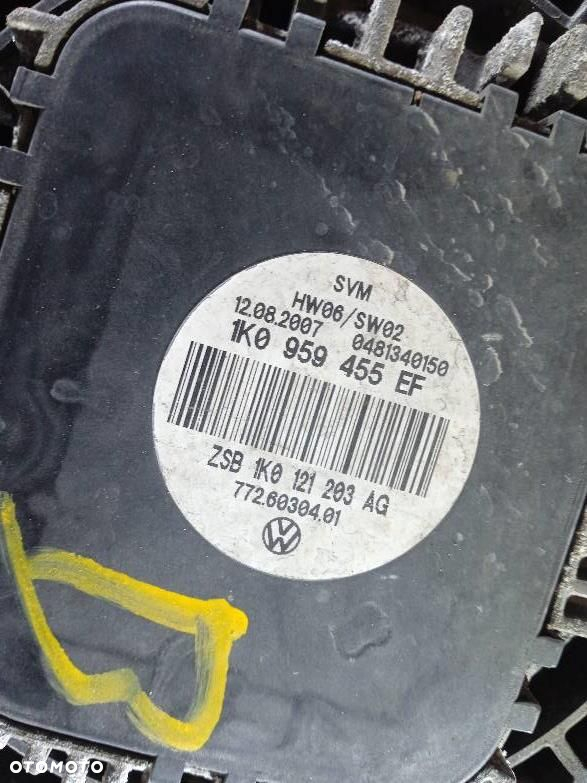 SVM
HW06/SW02
12.08.2007 0481340150
1K0 959 455 EF
ZSB 1K0 121 203 AG
772.60304.01
VW
OTOMOTO